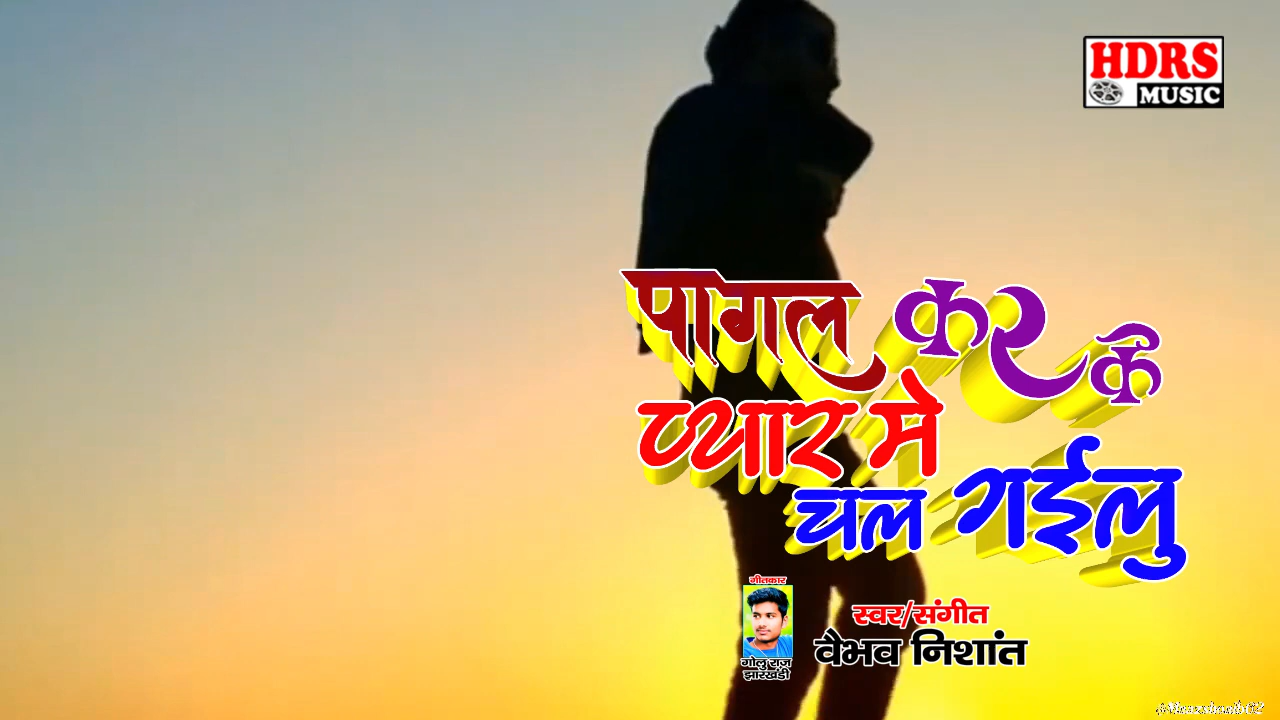 HDRS
MUSIC
पागल कर के
प्यार मे
चल गईलु
गीतकार
गोलु राज
झारखंडी
स्वर/संगीत
वैभव निशांत